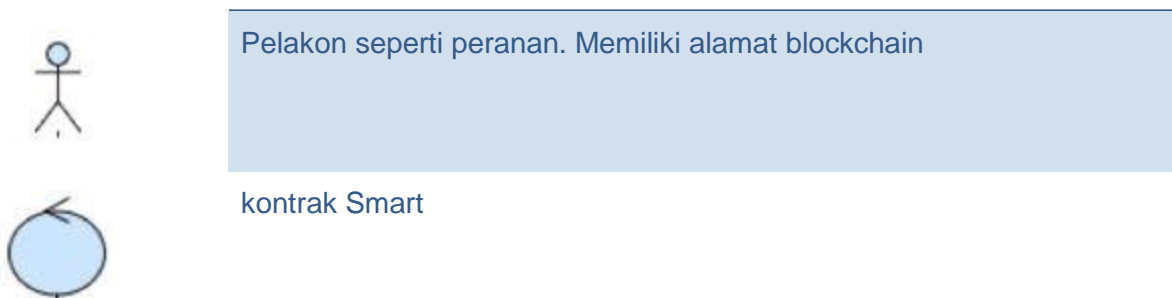 Pelakon seperti peranan. Memiliki alamat blockchain
kontrak Smart